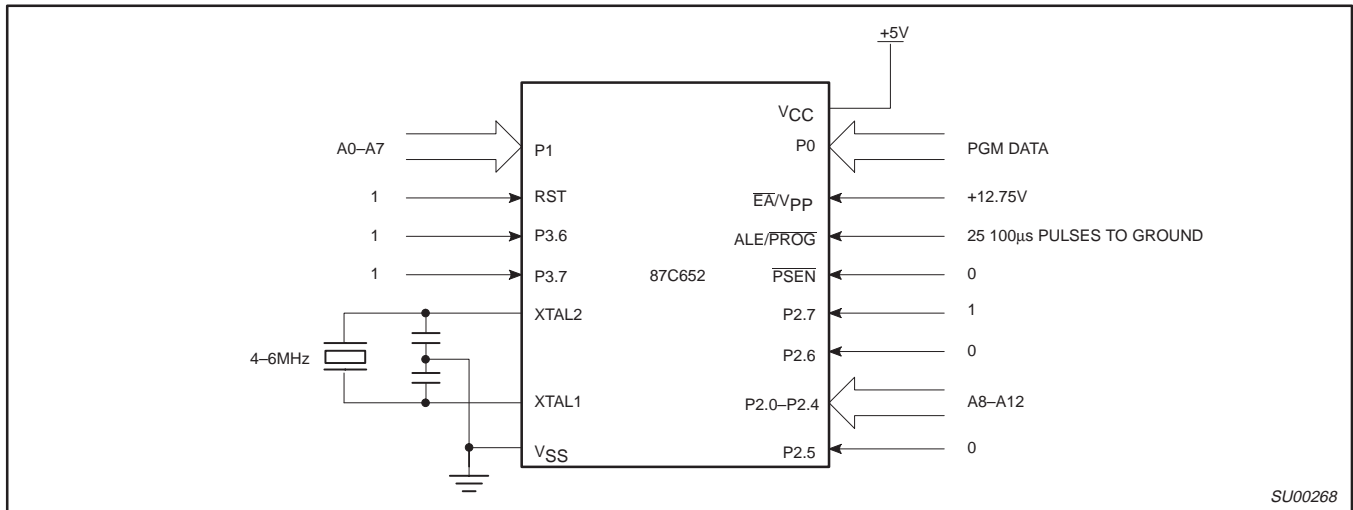 +5V
VCC
A0–A7
P1
P0
PGM DATA
1
RST
EA/VPP
+12.75V
1
P3.6
ALE/PROG
25 100µs PULSES TO GROUND
1
P3.7
87C652
PSEN
0
XTAL2
P2.7
1
4–6MHz
P2.6
0
XTAL1
P2.0–P2.4
A8–A12
VSS
P2.5
0
SU00268